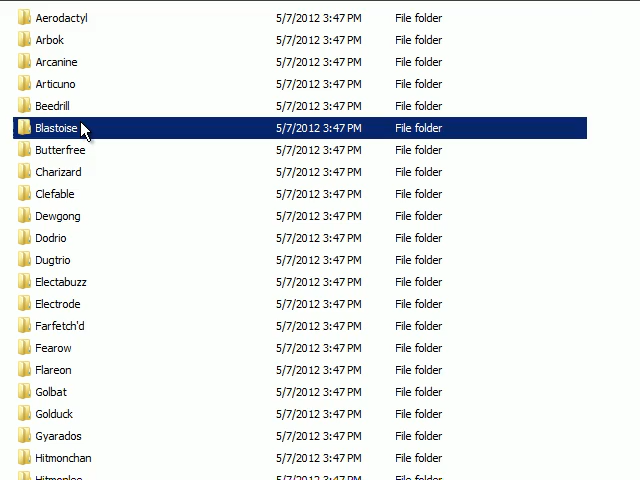 Aerodactyl 5/7/2012 3:47 PM File folder
Arbok 5/7/2012 3:47 PM File folder
Arcanine 5/7/2012 3:47 PM File folder
Articuno 5/7/2012 3:47 PM File folder
Beedrill 5/7/2012 3:47 PM File folder
Blastoise 5/7/2012 3:47 PM File folder
Butterfree 5/7/2012 3:47 PM File folder
Charizard 5/7/2012 3:47 PM File folder
Clefable 5/7/2012 3:47 PM File folder
Dewgong 5/7/2012 3:47 PM File folder
Dodrio 5/7/2012 3:47 PM File folder
Dugtrio 5/7/2012 3:47 PM File folder
Electabuzz 5/7/2012 3:47 PM File folder
Electrode 5/7/2012 3:47 PM File folder
Farfetch'd 5/7/2012 3:47 PM File folder
Fearow 5/7/2012 3:47 PM File folder
Flareon 5/7/2012 3:47 PM File folder
Golbat 5/7/2012 3:47 PM File folder
Golduck 5/7/2012 3:47 PM File folder
Gyarados 5/7/2012 3:47 PM File folder
Hitmonchan 5/7/2012 3:47 PM File folder
Hitmonlee 5/7/2012 3:47 PM File folder